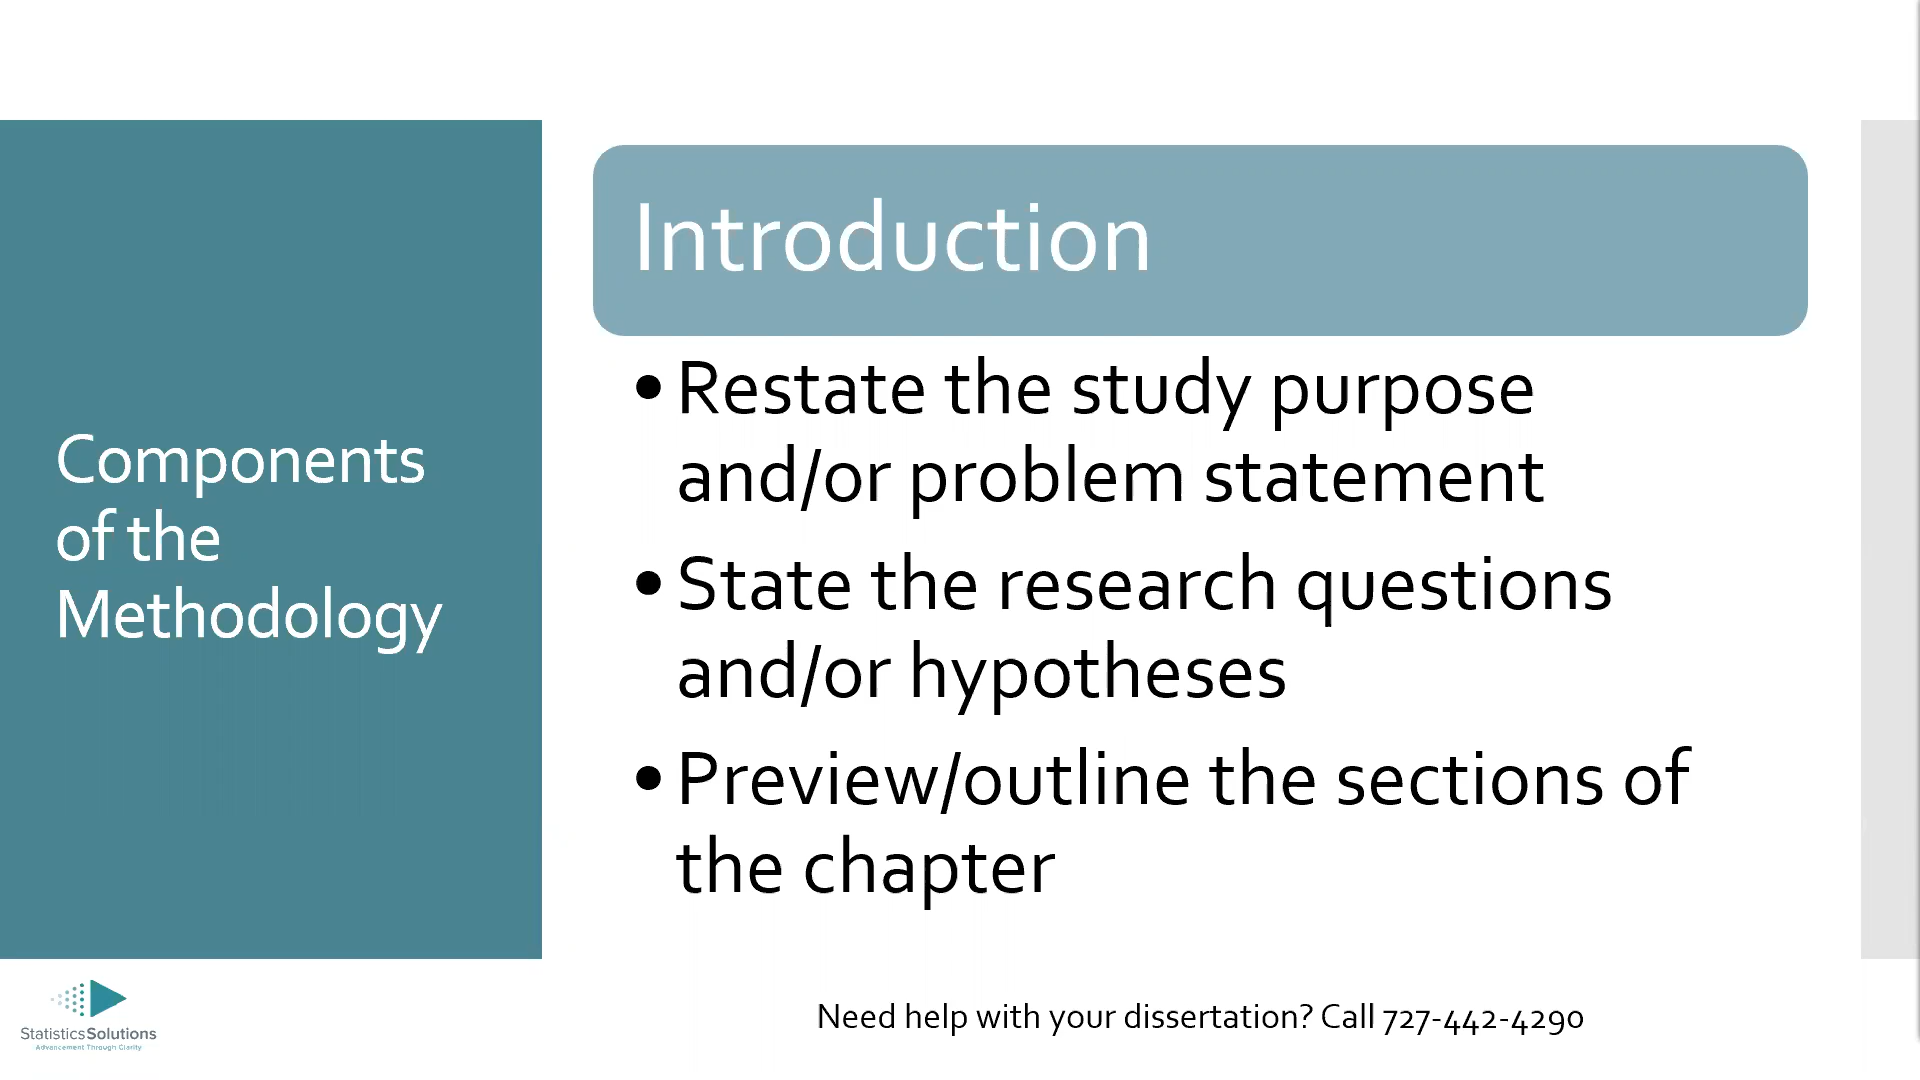 Components
of the
Methodology
Introduction
•Restate the study purpose
and/or problem statement
•State the research questions
and/or hypotheses
•Preview/outline the sections of
the chapter
StatisticsSolutions
Advancement Through Clarity
Need help with your dissertation? Call 727-442-4290